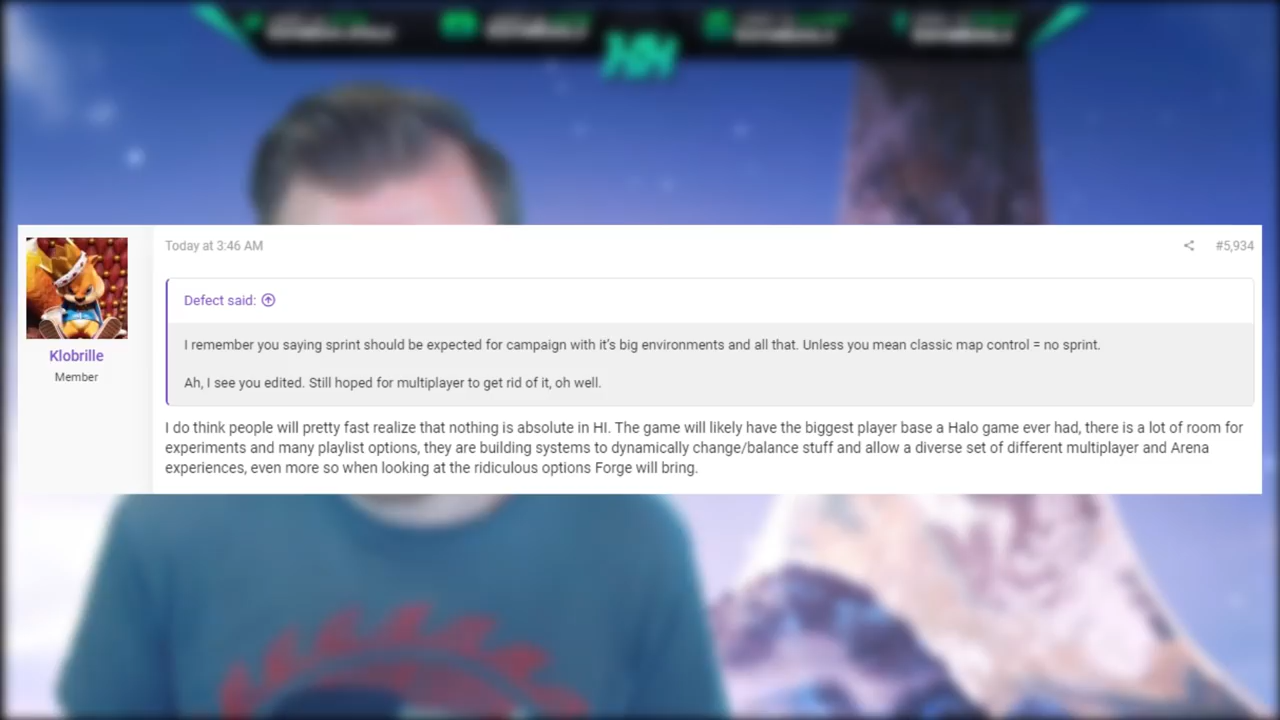 HH
Today at 3:46 AM
#5,934
Defect said:
I remember you saying sprint should be expected for campaign with it's big environments and all that. Unless you mean classic map control = no sprint.
Klobrille
Member
Ah, I see you edited. Still hoped for multiplayer to get rid of it, oh well.
I do think people will pretty fast realize that nothing is absolute in HI. The game will likely have the biggest player base a Halo game ever had, there is a lot of room for
experiments and many playlist options, they are building systems to dynamically change/balance stuff and allow a diverse set of different multiplayer and Arena
experiences, even more so when looking at the ridiculous options Forge will bring.